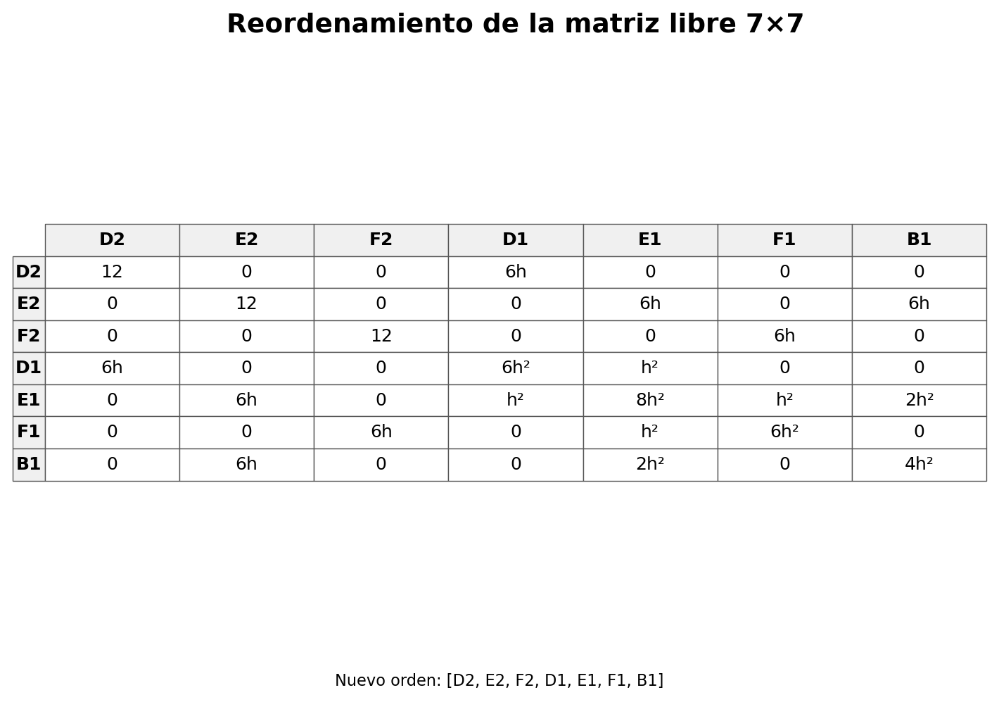 Reordenamiento de la matriz libre 7×7
D2 E2 F2 D1 E1 F1 B1
D2 12 0 0 6h 0 0 0
E2 0 12 0 0 6h 0 6h
F2 0 0 12 0 0 6h 0
D1 6h 0 0 6h² h² 0 0
E1 0 6h 0 h² 8h² h² 2h²
F1 0 0 6h 0 h² 6h² 0
B1 0 6h 0 0 2h² 0 4h²
Nuevo orden: [D2, E2, F2, D1, E1, F1, B1]